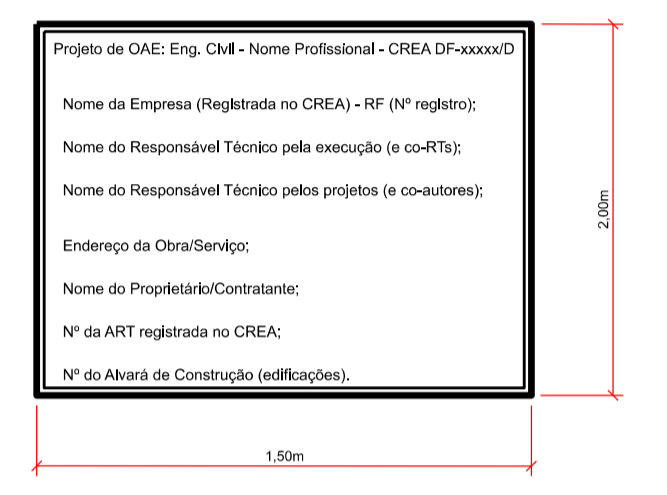 Projeto de OAE: Eng. Civil - Nome Profissional - CREA DF-xxxxx/D
Nome da Empresa (Registrada no CREA) - RF (Nº registro);
Nome do Responsável Técnico pela execução (e co-RTs);
Nome do Responsável Técnico pelos projetos (e co-autores);
Endereço da Obra/Serviço;
Nome do Proprietário/Contratante;
Nº da ART registrada no CREA;
Nº do Alvará de Construção (edificações).
2,00m
1,50m